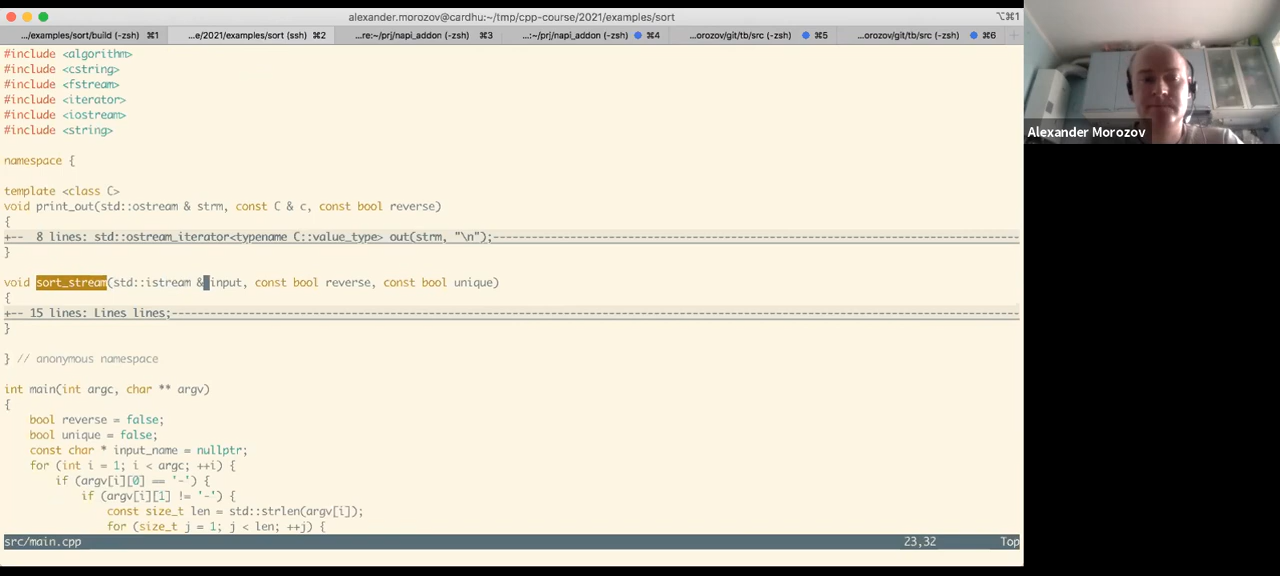 alexander.morozov@cardhu:~/tmp/cpp-course/2021/examples/sort
⌥⌘1
.../examples/sort/build (-zsh) ⌘1
...e/2021/examples/sort (ssh) ⌘2
...re:~/prj/napi_addon (-zsh) ⌘3
...:~/prj/napi_addon (-zsh) ⌘4
...orozov/git/tb/src (-zsh) ⌘5
...orozov/git/tb/src (-zsh) ⌘6
#include <algorithm>
#include <cstring>
#include <fstream>
#include <iterator>
#include <iostream>
#include <string>
namespace {
template <class C>
void print_out(std::ostream & strm, const C & c, const bool reverse)
{
+--  8 lines: std::ostream_iterator<typename C::value_type> out(strm, "\n");--------------------------------------------------------------------------------
}
void sort_stream(std::istream & input, const bool reverse, const bool unique)
{
+-- 15 lines: Lines lines;--------------------------------------------------------------------------------
}
} // anonymous namespace
int main(int argc, char ** argv)
{
    bool reverse = false;
    bool unique = false;
    const char * input_name = nullptr;
    for (int i = 1; i < argc; ++i) {
        if (argv[i][0] == '-') {
            if (argv[i][1] != '-') {
                const size_t len = std::strlen(argv[i]);
                for (size_t j = 1; j < len; ++j) {
src/main.cpp 23,32 Top
Alexander Morozov